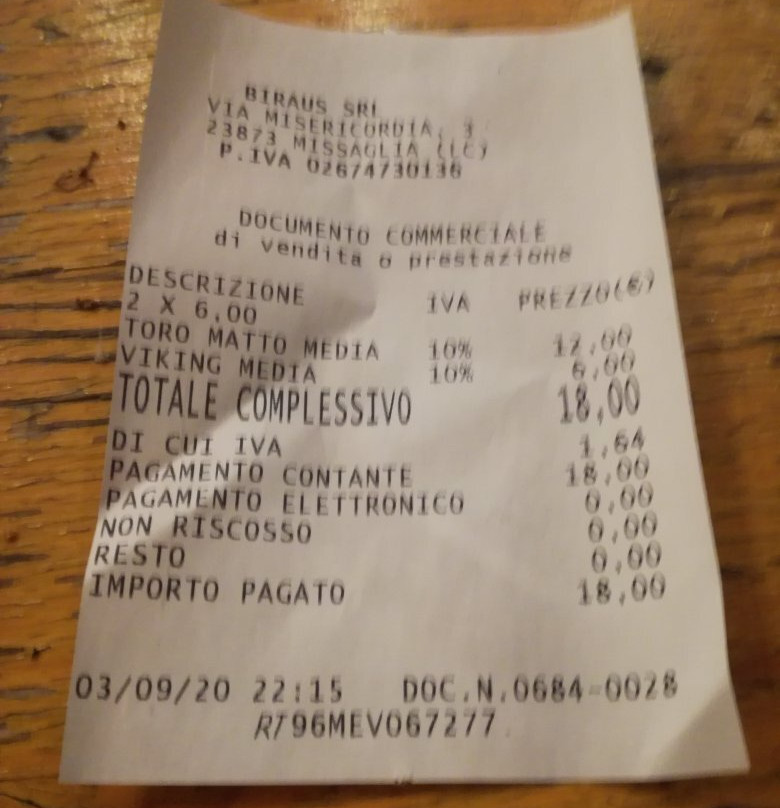 BIRAUS SRL
VIA MISERICORDIA, 3
23873 MISSAGLIA (LC)
P.IVA 02674730136
DOCUMENTO COMMERCIALE
di vendita o prestazione
DESCRIZIONE IVA PREZZO(€)
2 X 6,00
TORO MATTO MEDIA 10% 12,00
VIKING MEDIA 10% 6,00
TOTALE COMPLESSIVO 18,00
DI CUI IVA 1,64
PAGAMENTO CONTANTE 18,00
PAGAMENTO ELETTRONICO 0,00
NON RISCOSSO 0,00
RESTO 0,00
IMPORTO PAGATO 18,00
03/09/20 22:15 DOC.N.0684-0028
RT 96MEV067277